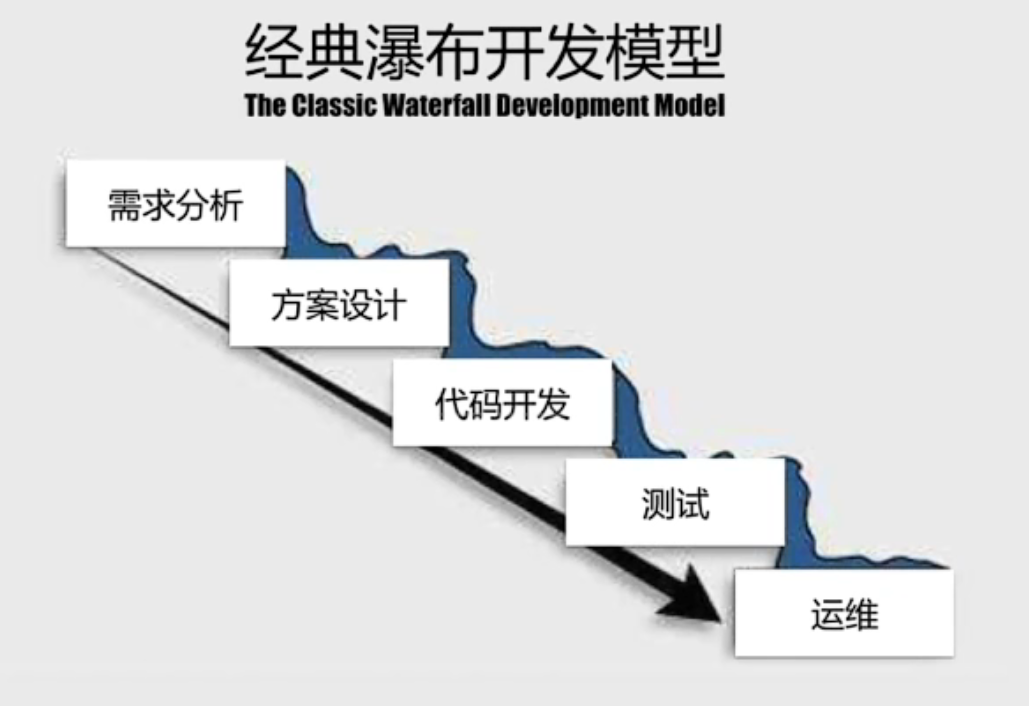 经典瀑布开发模型
The Classic Waterfall Development Model
需求分析
方案设计
代码开发
测试
运维